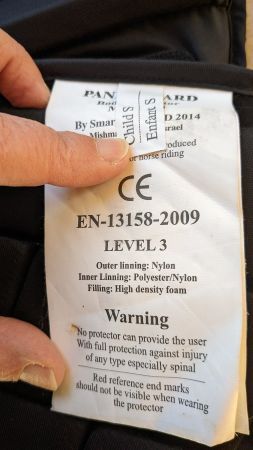 PAN ARD
By Smar D 2014
Mishm rael
Child S
Enfant S
roduced
or horse riding
CE
EN-13158-2009
LEVEL 3
Outer linning: Nylon
Inner Linning: Polyester/Nylon
Filling: High density foam
Warning
No protector can provide the user
With full protection against injury
of any type especially spinal
Red reference end marks
should not be visible when wearing
the protector